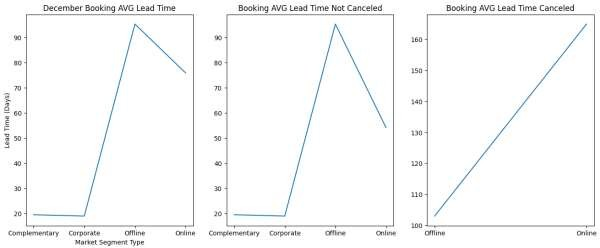 December Booking AVG Lead Time
Lead Time (Days)
90
80
70
60
50
40
30
20
Complementary Corporate Offline Online
Market Segment Type
Booking AVG Lead Time Not Canceled
90
80
70
60
50
40
30
20
Complementary Corporate Offline Online
Booking AVG Lead Time Canceled
160
150
140
130
120
110
100
Offline Online